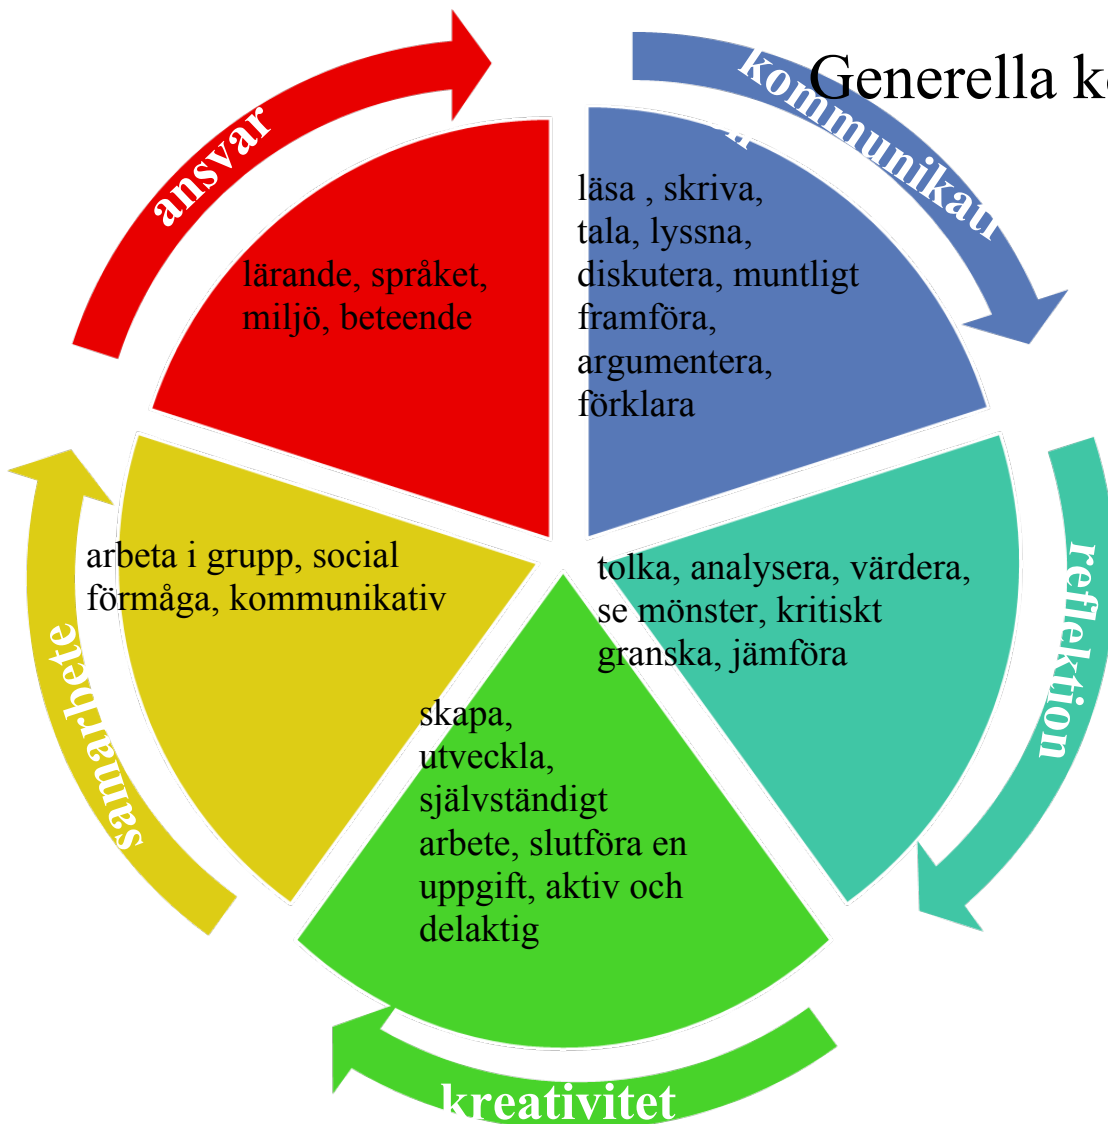 Generella k
kommunikati
ansvar
läsa , skriva,
tala, lyssna,
diskutera, muntligt
framföra,
argumentera,
förklara
lärande, språket,
miljö, beteende
arbeta i grupp, social
förmåga, kommunikativ
tolka, analysera, värdera,
se mönster, kritiskt
granska, jämföra
reflektion
samarbete
skapa,
utveckla,
självständigt
arbete, slutföra en
uppgift, aktiv och
delaktig
kreativitet